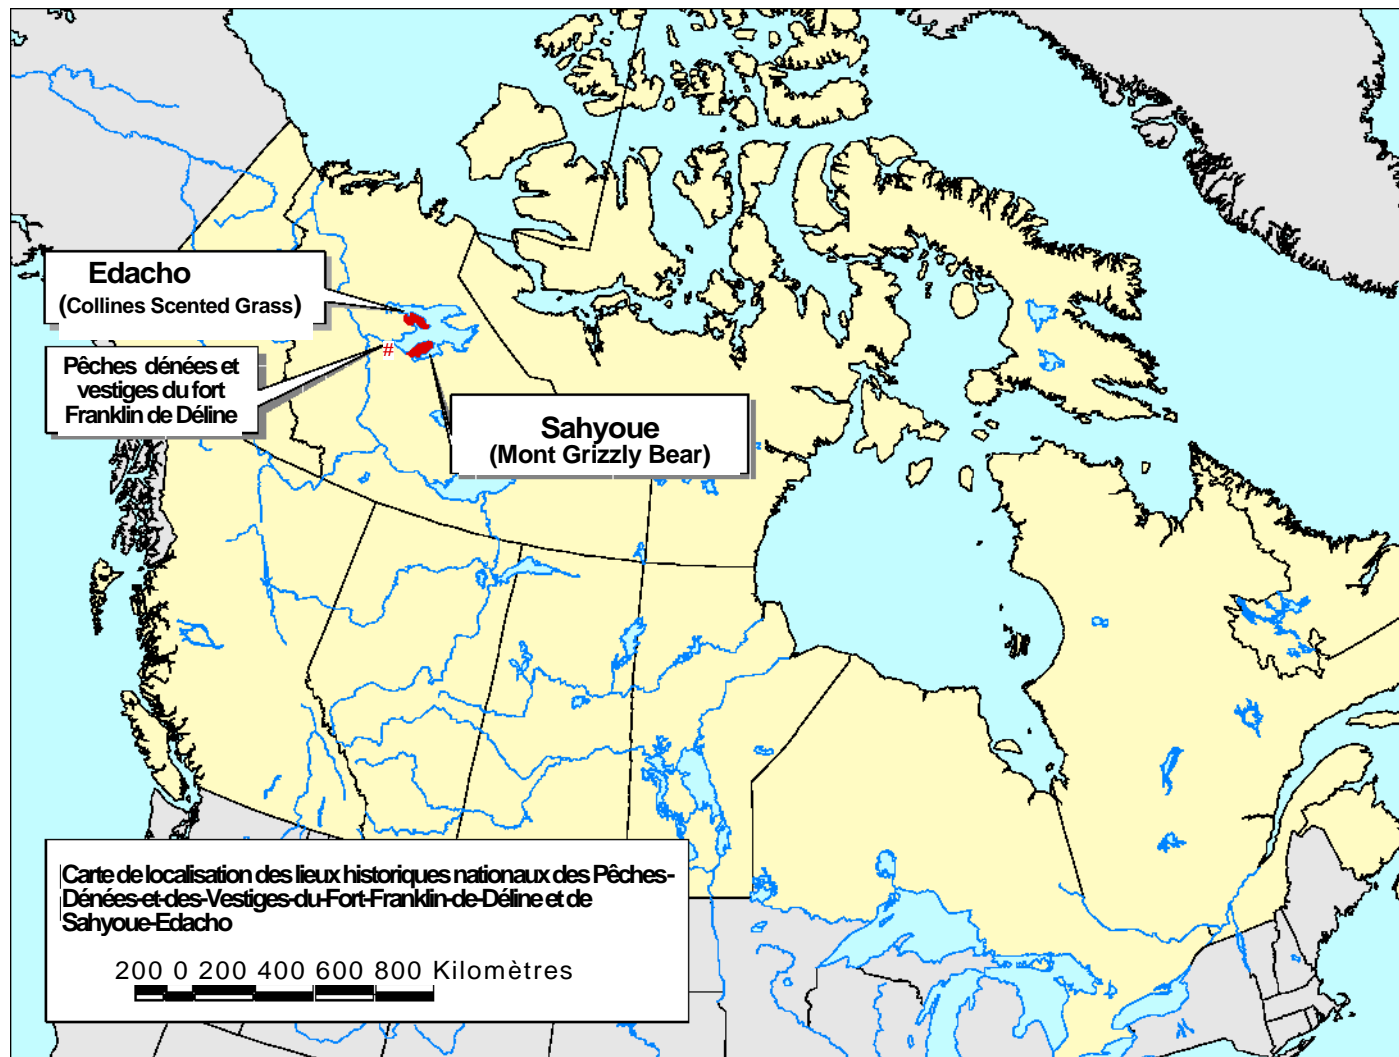 Edacho
(Collines Scented Grass)
Pêches dénées et
vestiges du fort
Franklin de Déline
#
Sahyoue
(Mont Grizzly Bear)
Carte de localisation des lieux historiques nationaux des Pêches-
Dénées-et-des-Vestiges-du-Fort-Franklin-de-Déline et de
Sahyoue-Edacho
200 0 200 400 600 800 Kilomètres